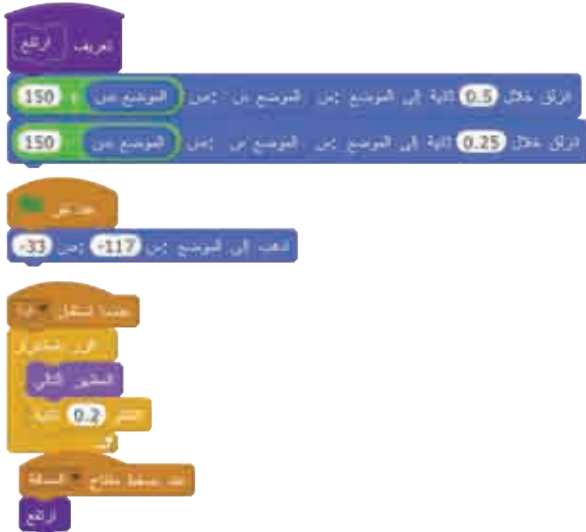 تعريف ارتفع
انزلق خلال 0.5 ثانية إلى الموضع س: الموضع س ص: الموضع ص + 150
انزلق خلال 0.25 ثانية إلى الموضع س: الموضع س ص: الموضع ص 150
عند نقر
اذهب إلى الموضع س: -117 ص: -33
عندما أستقبل
كرر باستمرار
المظهر التالي
انتظر 0.2 ثانية
عند ضغط مفتاح المسافة
ارتفع